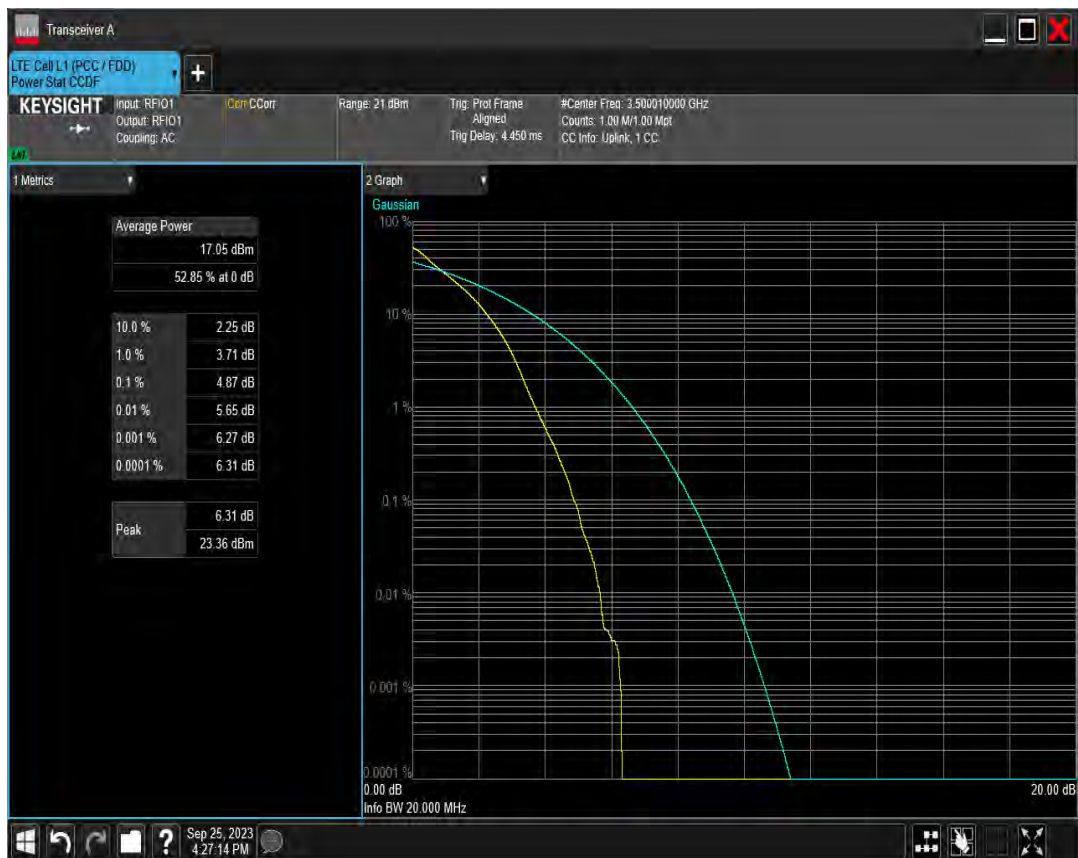 Transceiver A
LTE Cell L1 (PCC / FDD)
Power Stat CCDF
+
KEYSIGHT
Input: RFIO1
Output: RFIO1
Coupling: AC
Corr CCorr
Range: 21 dBm
Trig: Prot Frame
Aligned
Trig Delay: 4.450 ms
#Center Freq: 3.500010000 GHz
Counts: 1.00 M/1.00 Mpt
CC Info: Uplink, 1 CC
1 Metrics
Average Power
17.05 dBm
52.85 % at 0 dB
10.0 % 2.25 dB
1.0 % 3.71 dB
0.1 % 4.87 dB
0.01 % 5.65 dB
0.001 % 6.27 dB
0.0001 % 6.31 dB
Peak
6.31 dB
23.36 dBm
2 Graph
Gaussian
100 %
10 %
1 %
0.1 %
0.01 %
0.001 %
0.0001 %
0.00 dB 20.00 dB
Info BW 20.000 MHz
?
Sep 25, 2023
4:27:14 PM